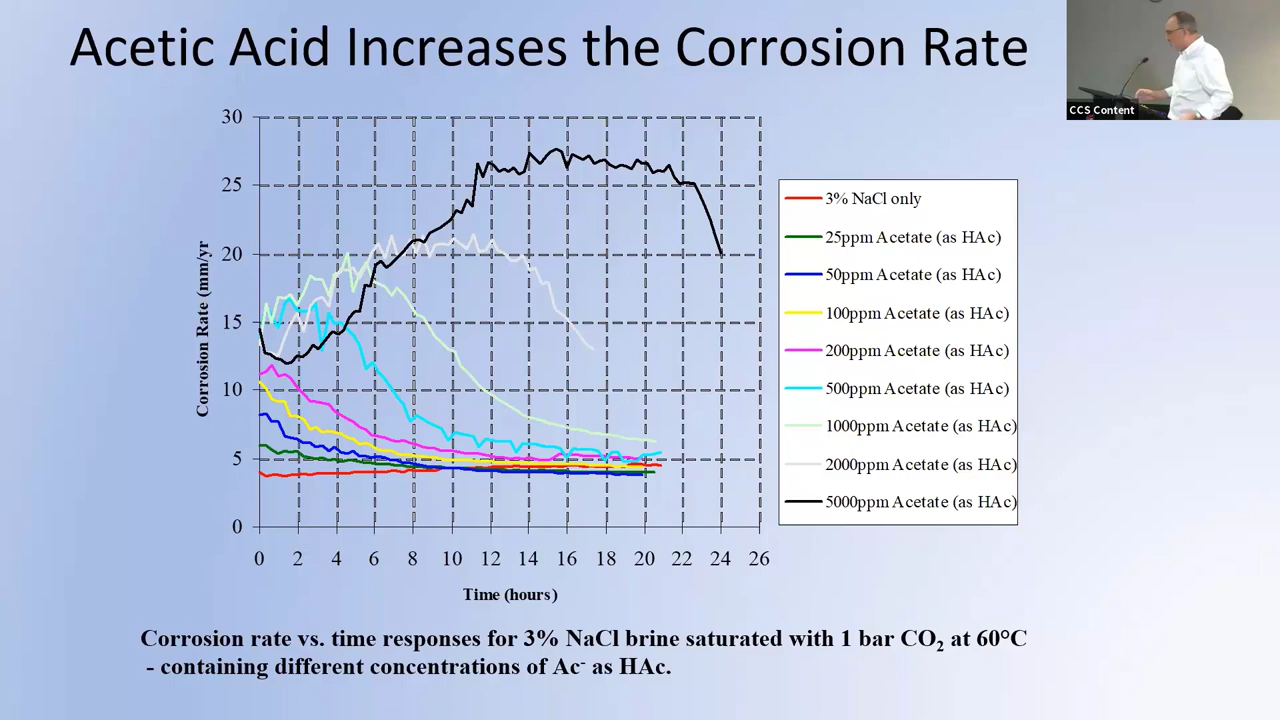 Acetic Acid Increases the Corrosion Rate
CCS Content
30
25
20
15
10
5
0
Corrosion Rate (mm/yr)
0 2 4 6 8 10 12 14 16 18 20 22 24 26
Time (hours)
3% NaCl only
25ppm Acetate (as HAc)
50ppm Acetate (as HAc)
100ppm Acetate (as HAc)
200ppm Acetate (as HAc)
500ppm Acetate (as HAc)
1000ppm Acetate (as HAc)
2000ppm Acetate (as HAc)
5000ppm Acetate (as HAc)
Corrosion rate vs. time responses for 3% NaCl brine saturated with 1 bar CO₂ at 60°C
- containing different concentrations of Ac⁻ as HAc.